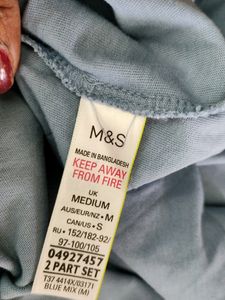 M&S
MADE IN BANGLADESH
KEEP AWAY
FROM FIRE
UK
MEDIUM
AUS/EUR/NZ • M
CAN/US • S
RU • 152/182-92/
97-100/105
04927457
2 PART SET
T37 4414X/03171
BLUE MIX (M)